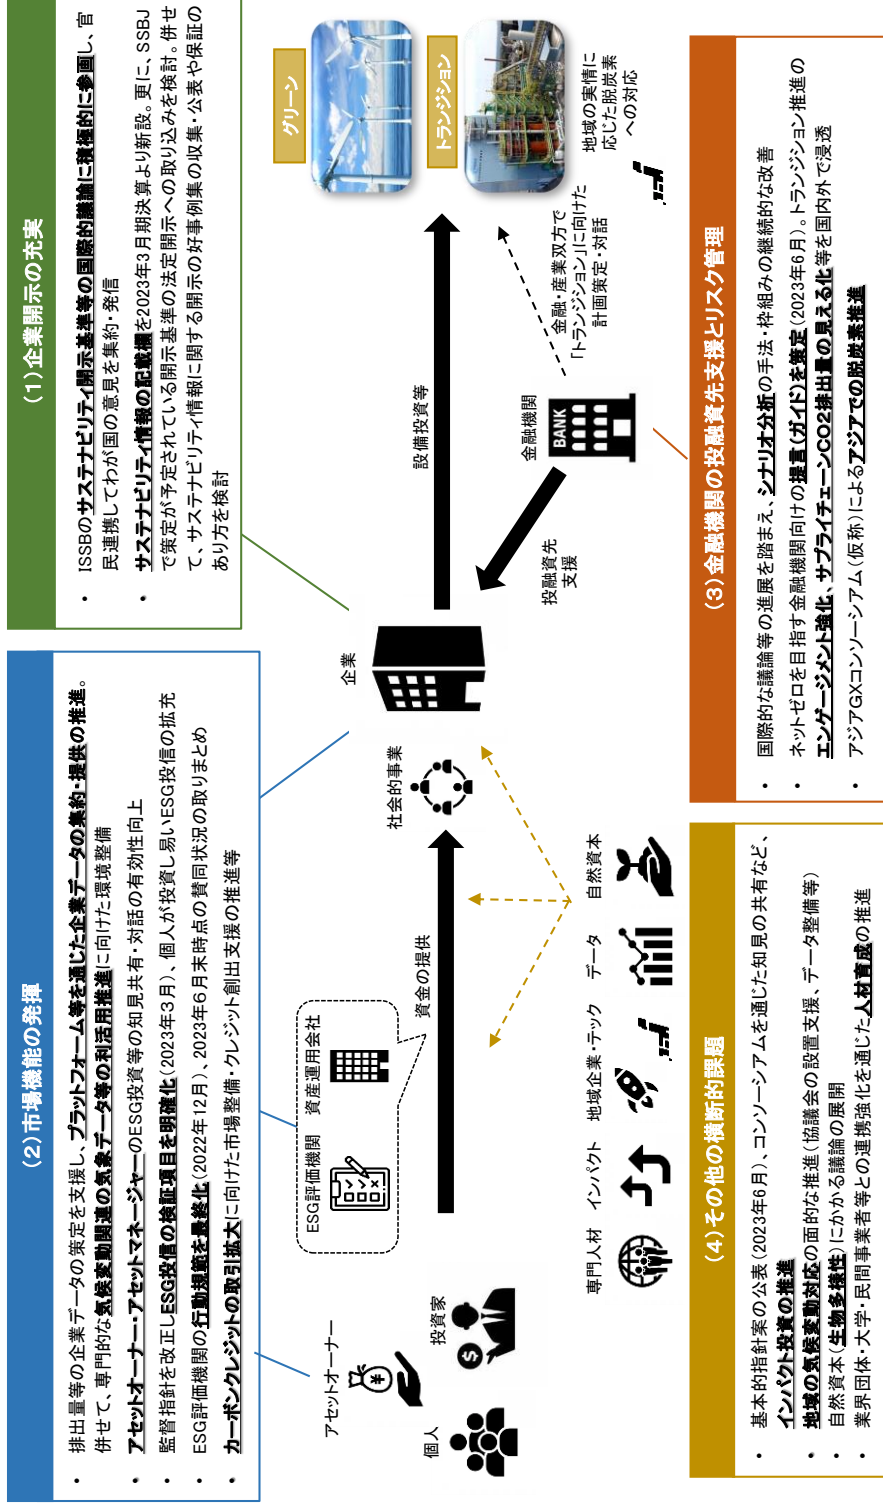 (2)市場機能の発揮
• 排出量等の企業データの策定を支援し、プラットフォーム等を通じた企業データの集約・提供の推進。
併せて、専門的な気候変動関連の気象データ等の利活用推進に向けた環境整備
• アセットオーナー・アセットマネージャーのESG投資等の知見共有・対話の有効性向上
• 監督指針を改正しESG投信の検証項目を明確化(2023年3月)、個人が投資し易いESG投信の拡充
• ESG評価機関の行動規範を最終化(2022年12月)、2023年6月末時点の賛同状況の取りまとめ
• カーボンクレジットの取引拡大に向けた市場整備・クレジット創出支援の推進等
(1)企業開示の充実
• ISSBのサステナビリティ開示基準等の国際的議論に積極的に参画し、官
民連携してわが国の意見を集約・発信
• サステナビリティ情報の記載欄を2023年3月期決算より新設。更に、SSBJ
で策定が予定されている開示基準の法定開示への取り込みを検討。併せ
て、サステナビリティ情報に関する開示の好事例集の収集・公表や保証の
あり方を検討
アセットオーナー
個人
投資家
ESG評価機関
資産運用会社
資金の提供
社会的事業
企業
設備投資等
投融資先
支援
金融機関
BANK
金融・産業双方で
「トランジション」に向けた
計画策定・対話
グリーン
トランジション
地域の実情に
応じた脱炭素
への対応
専門人材
インパクト
地域企業・テック
データ
自然資本
(4)その他の横断的課題
• 基本的指針案の公表(2023年6月)、コンソーシアムを通じた知見の共有など、
インパクト投資の推進
• 地域の気候変動対応の面的な推進(協議会の設置支援、データ整備等)
• 自然資本(生物多様性)にかかる議論の展開
• 業界団体・大学・民間事業者等との連携強化を通じた人材育成の推進
(3)金融機関の投融資先支援とリスク管理
• 国際的な議論等の進展を踏まえ、シナリオ分析の手法・枠組みの継続的な改善
• ネットゼロを目指す金融機関向けの提言(ガイド)を策定(2023年6月)。トランジション推進の
エンゲージメント強化、サプライチェーンCO2排出量の見える化等を国内外で浸透
• アジアGXコンソーシアム(仮称)によるアジアでの脱炭素推進